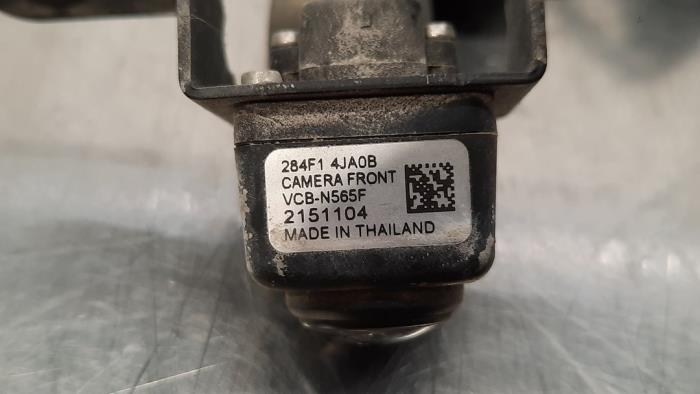 284F1 4JA0B
CAMERA FRONT
VCB-N565F
2151104
MADE IN THAILAND